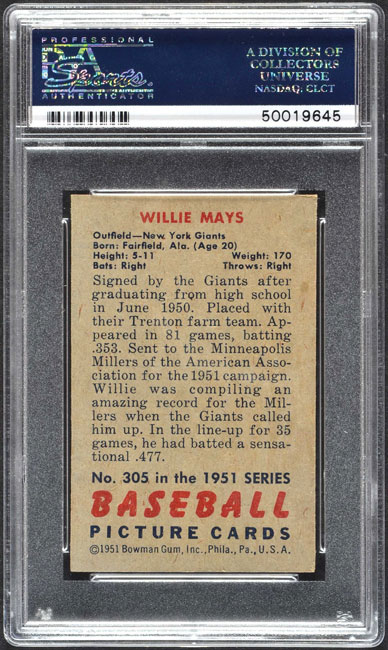 PROFESSIONAL
PSA
Sports
AUTHENTICATOR
A DIVISION OF
COLLECTORS
UNIVERSE
NASDAQ: CLCT
50019645
WILLIE MAYS
Outfield—New York Giants
Born: Fairfield, Ala. (Age 20)
Height: 5-11 Weight: 170
Bats: Right Throws: Right
Signed by the Giants after
graduating from high school
in June 1950. Placed with
their Trenton farm team. Ap-
peared in 81 games, batting
.353. Sent to the Minneapolis
Millers of the American Asso-
ciation for the 1951 campaign.
Willie was compiling an
amazing record for the Mil-
lers when the Giants called
him up. In the line-up for 35
games, he had batted a sensa-
tional .477.
No. 305 in the 1951 SERIES
BASEBALL
PICTURE CARDS
©1951 Bowman Gum, Inc., Phila., Pa., U.S.A.